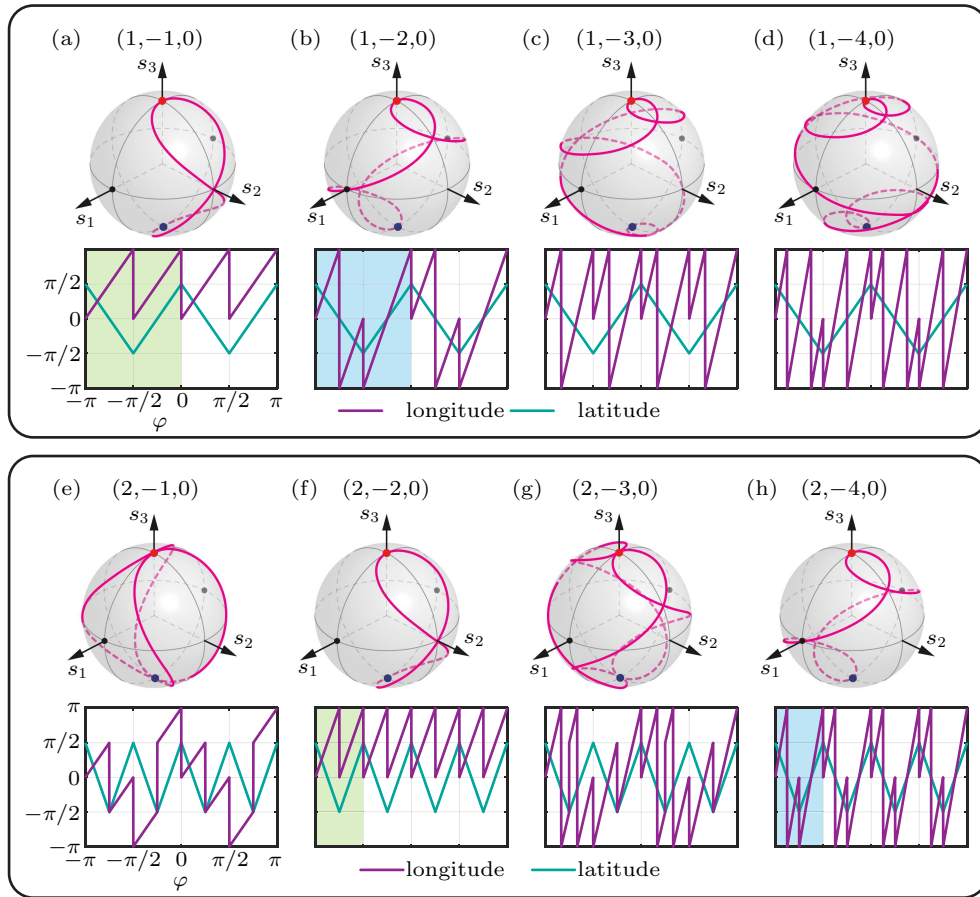 (a) (1,−1,0) (b) (1,−2,0) (c) (1,−3,0) (d) (1,−4,0)
s3 s3 s3 s3
s1 s2 s1 s2 s1 s2 s1 s2
π/2
0
−π/2
−π
−π −π/2 0 π/2 π
φ
longitude latitude
(e) (2,−1,0) (f) (2,−2,0) (g) (2,−3,0) (h) (2,−4,0)
s3 s3 s3 s3
s1 s2 s1 s2 s1 s2 s1 s2
π
π/2
0
−π/2
−π
−π −π/2 0 π/2 π
φ
longitude latitude